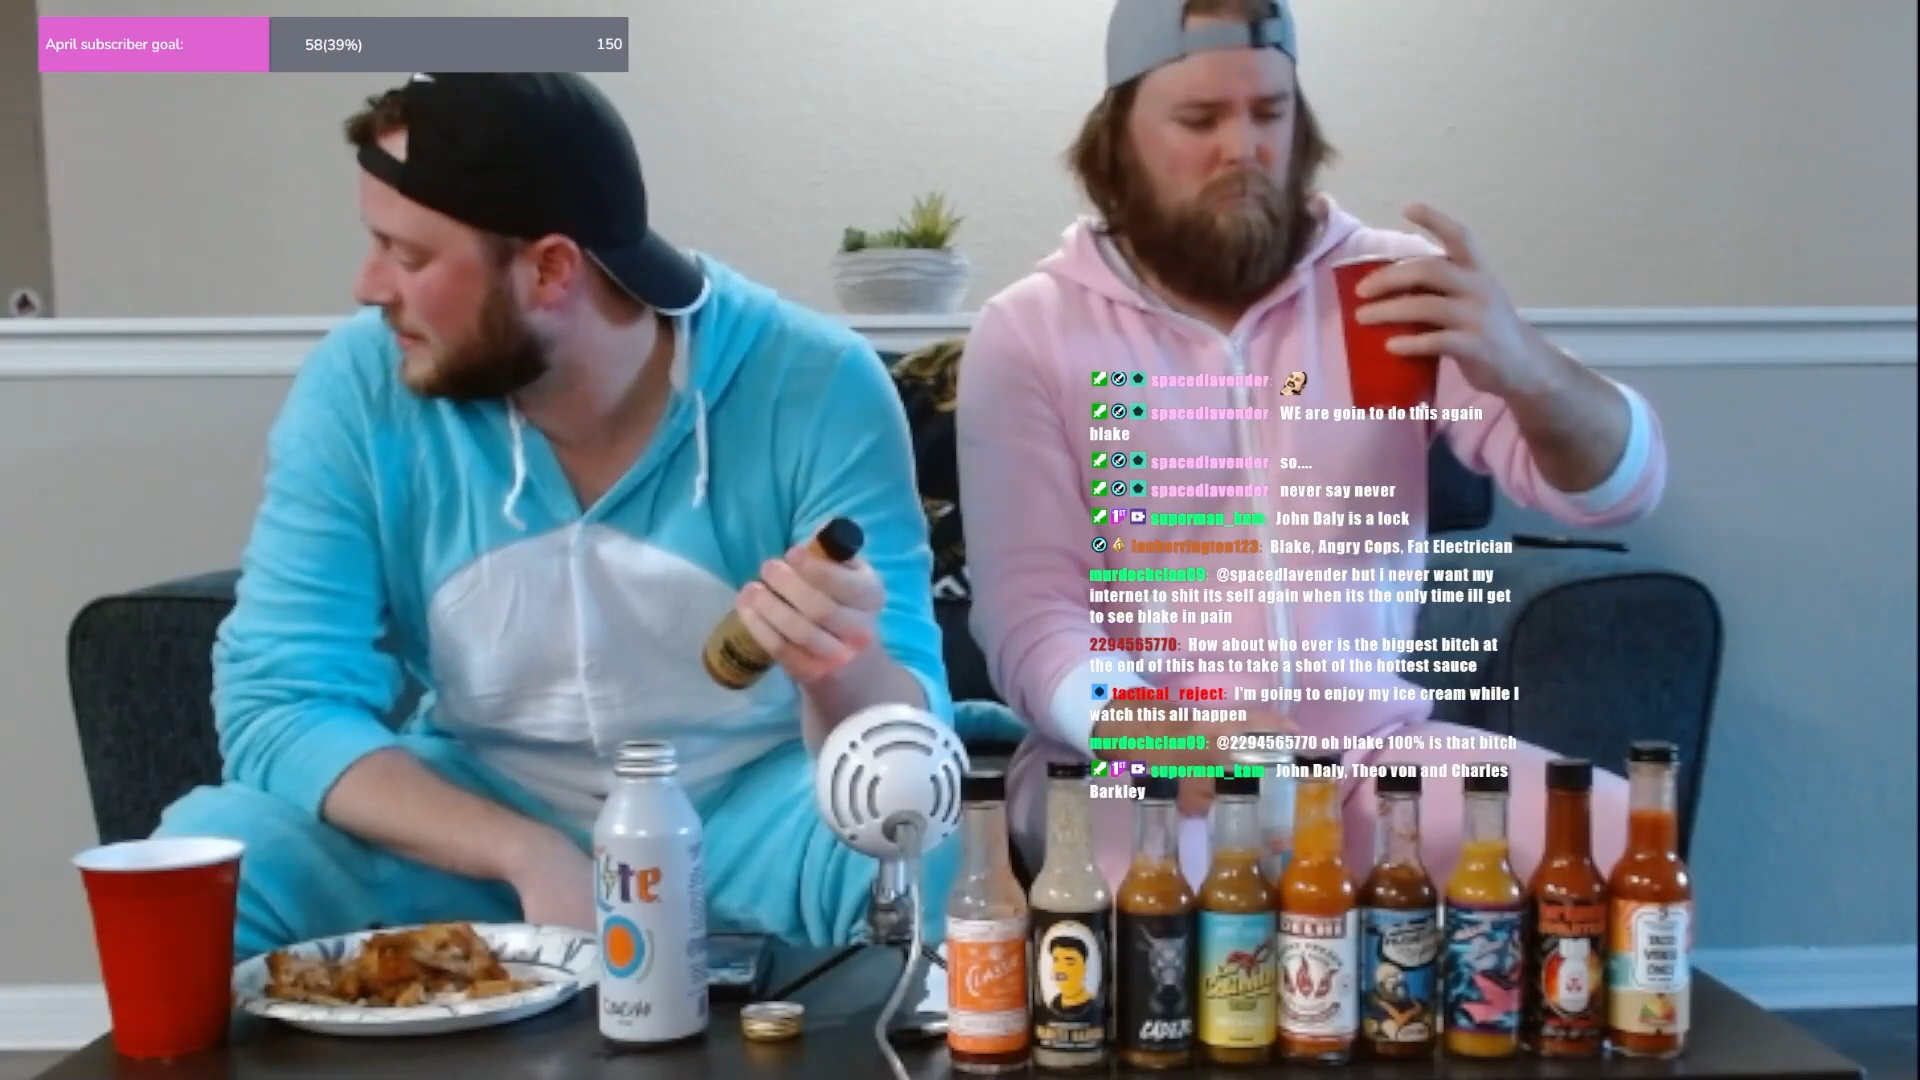 April subscriber goal: 58(39%) 150
spacedlavender:
spacedlavender: WE are goin to do this again
blake
spacedlavender: so....
spacedlavender: never say never
superman_kam: John Daly is a lock
Blake, Angry Cops, Fat Electrician
murdochclan09: @spacedlavender but i never want my
internet to shit its self again when its the only time ill get
to see blake in pain
2294565770: How about who ever is the biggest bitch at
the end of this has to take a shot of the hottest sauce
tactical_reject: I'm going to enjoy my ice cream while I
watch this all happen
murdochclan09: @2294565770 oh blake 100% is that bitch
superman_kam: John Daly, Theo von and Charles
Barkley
Lite
Classic